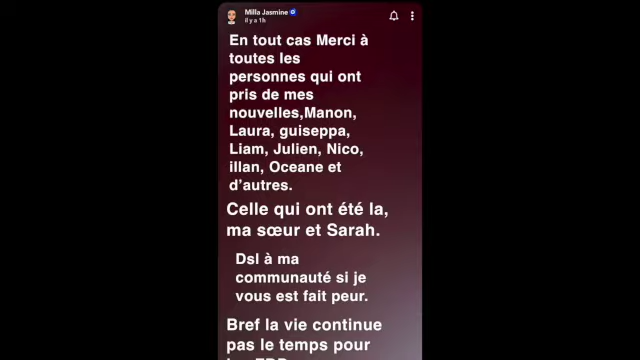 Milla Jasmine
il y a 1h
En tout cas Merci à
toutes les
personnes qui ont
pris de mes
nouvelles,Manon,
Laura, guiseppa,
Liam, Julien, Nico,
illan, Oceane et
d'autres.
Celle qui ont été la,
ma sœur et Sarah.
Dsl à ma
communauté si je
vous est fait peur.
Bref la vie continue
pas le temps pour